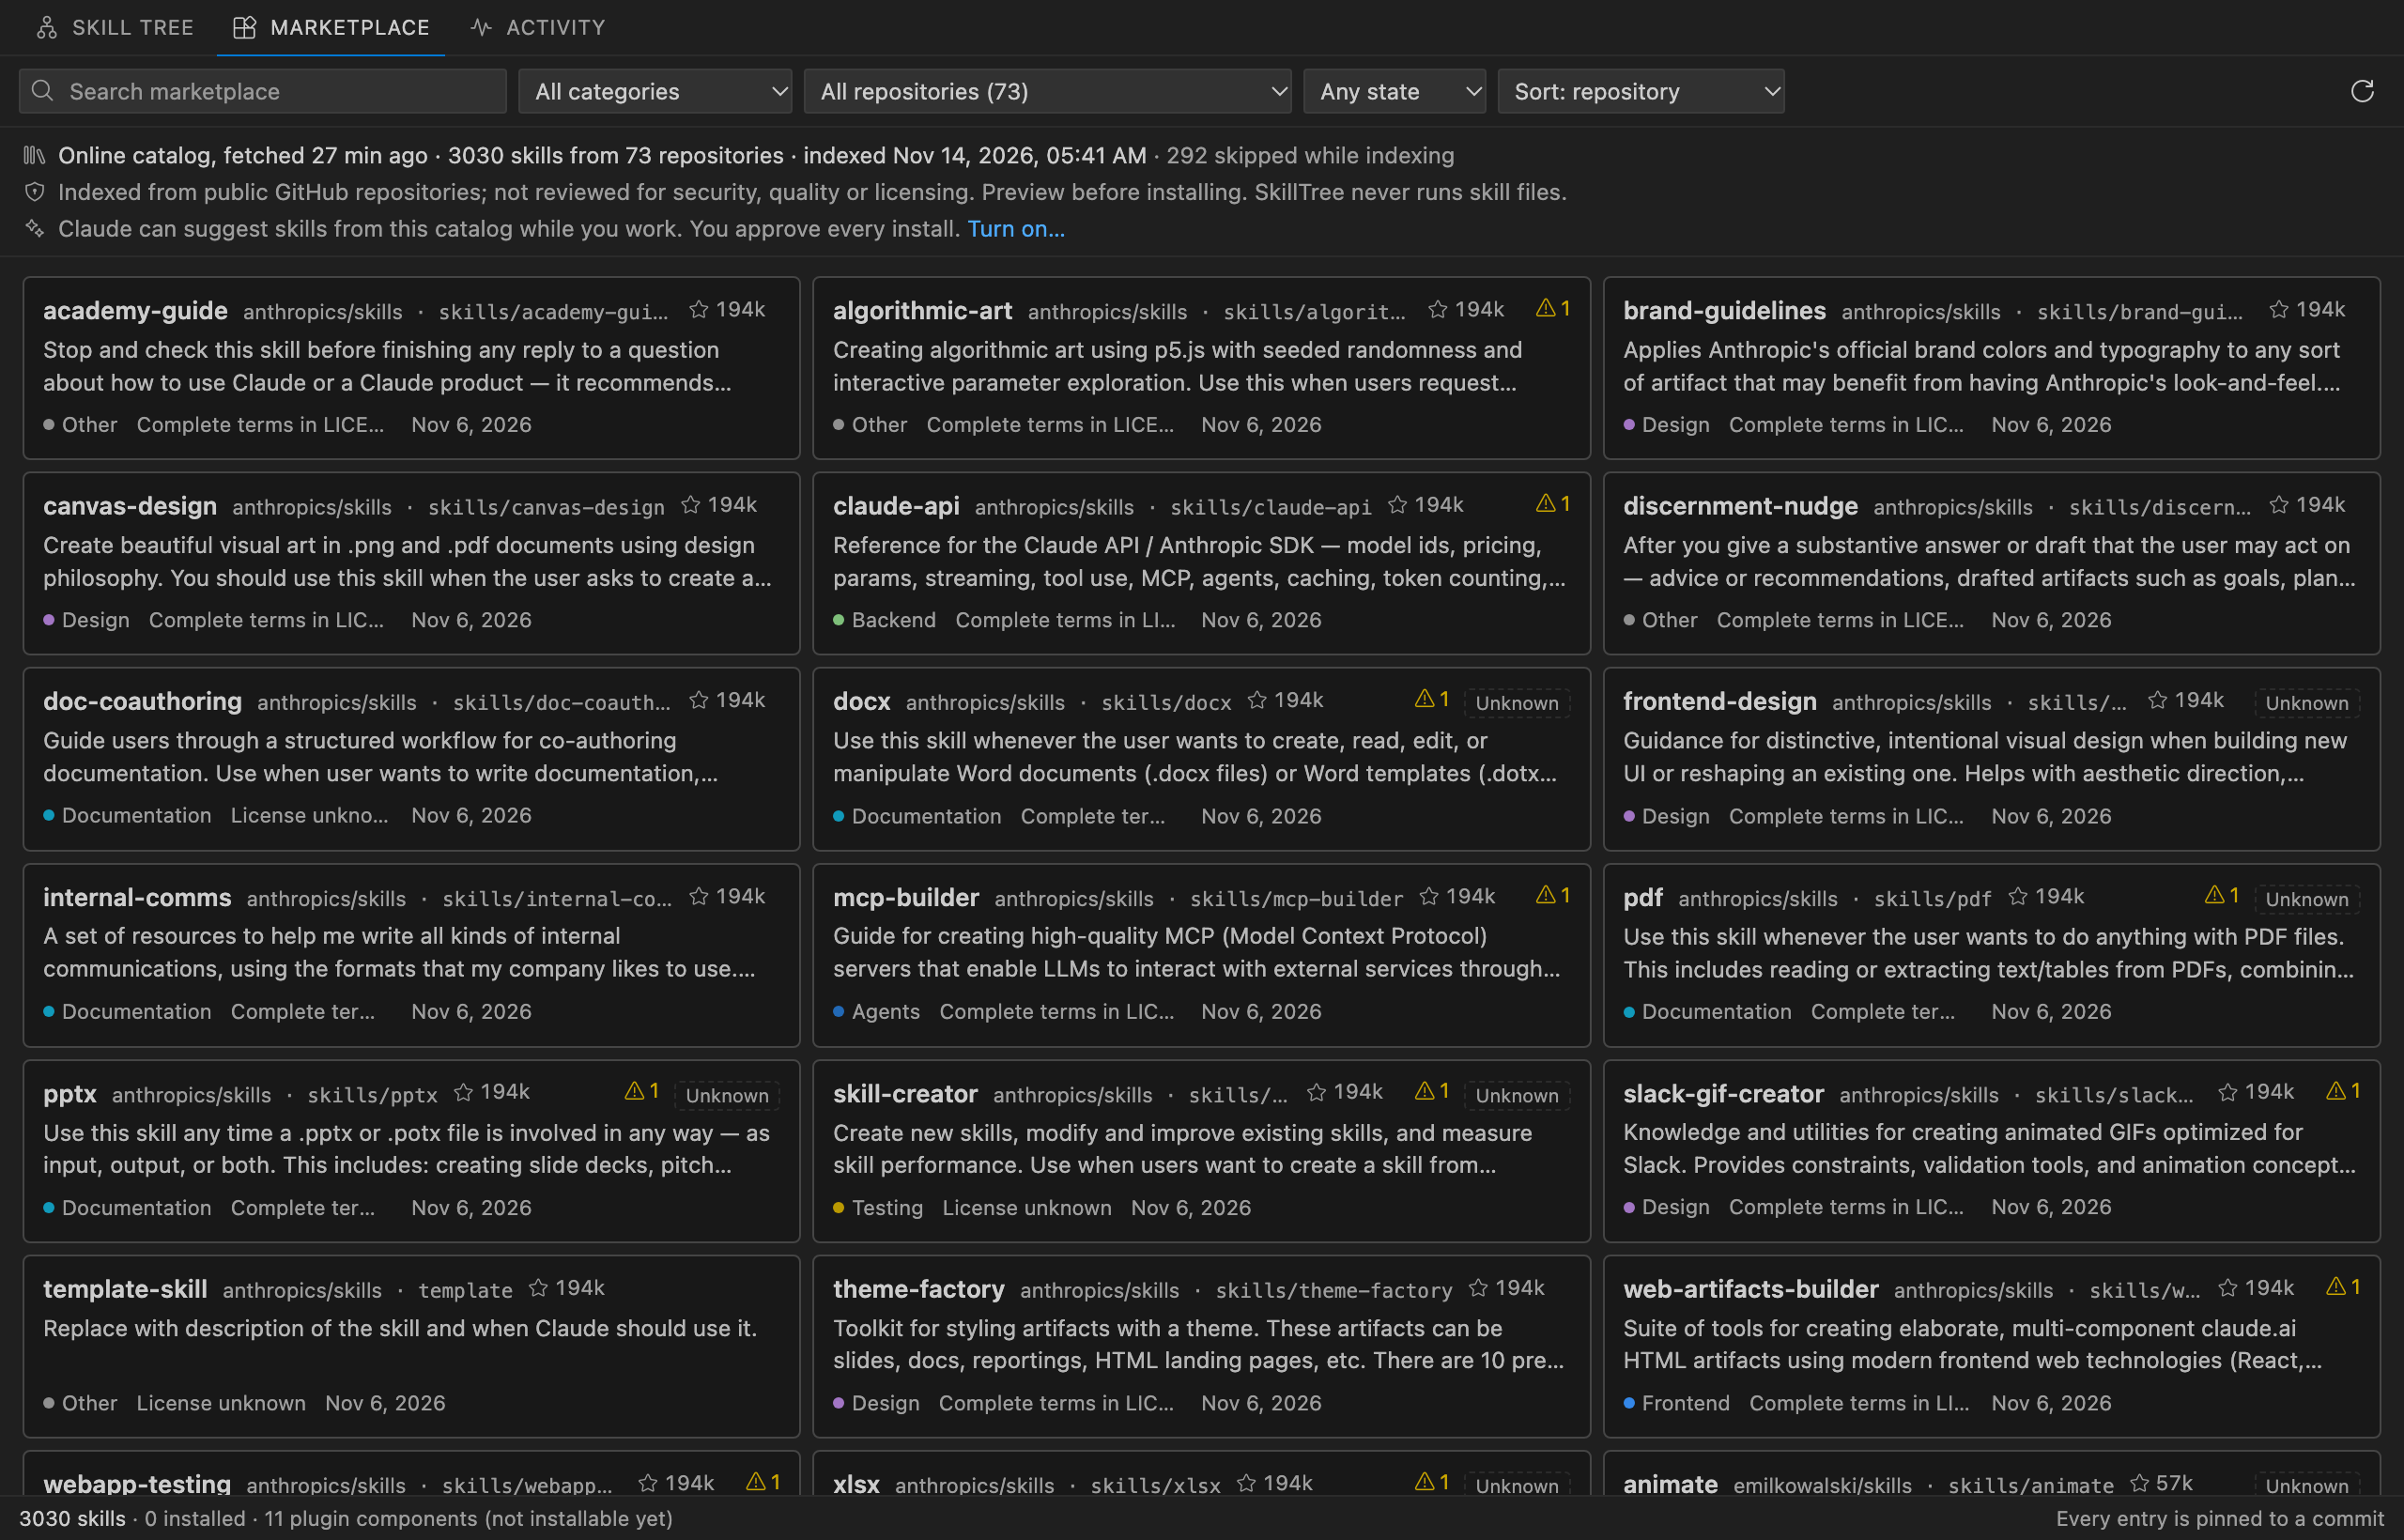 SKILL TREE MARKETPLACE ACTIVITY
Search marketplace All categories All repositories (73) Any state Sort: repository
Online catalog, fetched 27 min ago · 3030 skills from 73 repositories · indexed Nov 14, 2026, 05:41 AM · 292 skipped while indexing
Indexed from public GitHub repositories; not reviewed for security, quality or licensing. Preview before installing. SkillTree never runs skill files.
Claude can suggest skills from this catalog while you work. You approve every install. Turn on...
academy-guide anthropics/skills · skills/academy-gui... 194k
Stop and check this skill before finishing any reply to a question
about how to use Claude or a Claude product — it recommends...
Other Complete terms in LICE... Nov 6, 2026
algorithmic-art anthropics/skills · skills/algorit... 194k 1
Creating algorithmic art using p5.js with seeded randomness and
interactive parameter exploration. Use this when users request...
Other Complete terms in LICE... Nov 6, 2026
brand-guidelines anthropics/skills · skills/brand-gui... 194k
Applies Anthropic's official brand colors and typography to any sort
of artifact that may benefit from having Anthropic's look-and-feel....
Design Complete terms in LIC... Nov 6, 2026
canvas-design anthropics/skills · skills/canvas-design 194k
Create beautiful visual art in .png and .pdf documents using design
philosophy. You should use this skill when the user asks to create a...
Design Complete terms in LIC... Nov 6, 2026
claude-api anthropics/skills · skills/claude-api 194k 1
Reference for the Claude API / Anthropic SDK — model ids, pricing,
params, streaming, tool use, MCP, agents, caching, token counting,...
Backend Complete terms in LI... Nov 6, 2026
discernment-nudge anthropics/skills · skills/discern... 194k
After you give a substantive answer or draft that the user may act on
— advice or recommendations, drafted artifacts such as goals, plan...
Other Complete terms in LICE... Nov 6, 2026
doc-coauthoring anthropics/skills · skills/doc-coauth... 194k
Guide users through a structured workflow for co-authoring
documentation. Use when user wants to write documentation,...
Documentation License unkno... Nov 6, 2026
docx anthropics/skills · skills/docx 194k 1 Unknown
Use this skill whenever the user wants to create, read, edit, or
manipulate Word documents (.docx files) or Word templates (.dotx...
Documentation Complete ter... Nov 6, 2026
frontend-design anthropics/skills · skills/... 194k Unknown
Guidance for distinctive, intentional visual design when building new
UI or reshaping an existing one. Helps with aesthetic direction,...
Design Complete terms in LIC... Nov 6, 2026
internal-comms anthropics/skills · skills/internal-co... 194k
A set of resources to help me write all kinds of internal
communications, using the formats that my company likes to use....
Documentation Complete ter... Nov 6, 2026
mcp-builder anthropics/skills · skills/mcp-builder 194k 1
Guide for creating high-quality MCP (Model Context Protocol)
servers that enable LLMs to interact with external services through...
Agents Complete terms in LIC... Nov 6, 2026
pdf anthropics/skills · skills/pdf 194k 1 Unknown
Use this skill whenever the user wants to do anything with PDF files.
This includes reading or extracting text/tables from PDFs, combinin...
Documentation Complete ter... Nov 6, 2026
pptx anthropics/skills · skills/pptx 194k 1 Unknown
Use this skill any time a .pptx or .potx file is involved in any way — as
input, output, or both. This includes: creating slide decks, pitch...
Documentation Complete ter... Nov 6, 2026
skill-creator anthropics/skills · skills/... 194k 1 Unknown
Create new skills, modify and improve existing skills, and measure
skill performance. Use when users want to create a skill from...
Testing License unknown Nov 6, 2026
slack-gif-creator anthropics/skills · skills/slack... 194k 1
Knowledge and utilities for creating animated GIFs optimized for
Slack. Provides constraints, validation tools, and animation concept...
Design Complete terms in LIC... Nov 6, 2026
template-skill anthropics/skills · template 194k
Replace with description of the skill and when Claude should use it.
Other License unknown Nov 6, 2026
theme-factory anthropics/skills · skills/theme-factory 194k
Toolkit for styling artifacts with a theme. These artifacts can be
slides, docs, reportings, HTML landing pages, etc. There are 10 pre...
Design Complete terms in LIC... Nov 6, 2026
web-artifacts-builder anthropics/skills · skills/w... 194k 1
Suite of tools for creating elaborate, multi-component claude.ai
HTML artifacts using modern frontend web technologies (React,...
Frontend Complete terms in LI... Nov 6, 2026
webapp-testing anthropics/skills · skills/webapp... 194k 1
xlsx anthropics/skills · skills/xlsx 194k 1 Unknown
animate emilkowalski/skills · skills/animate 57k Unknown
3030 skills · 0 installed · 11 plugin components (not installable yet) Every entry is pinned to a commit